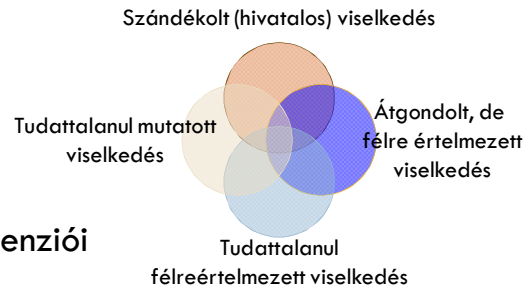 Szándékolt (hivatalos) viselkedés
Tudattalanul mutatott
viselkedés
Átgondolt, de
félre értelmezett
viselkedés
enziói
Tudattalanul
félreértelmezett viselkedés